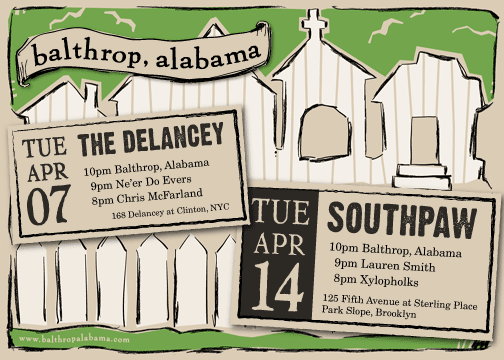 balthrop, alabama
TUE
APR
07
THE DELANCEY
10pm Balthrop, Alabama
9pm Ne'er Do Evers
8pm Chris McFarland
168 Delancey at Clinton, NYC
TUE
APR
14
SOUTHPAW
10pm Balthrop, Alabama
9pm Lauren Smith
8pm Xylopholks
125 Fifth Avenue at Sterling Place
Park Slope, Brooklyn
www.balthropalabama.com